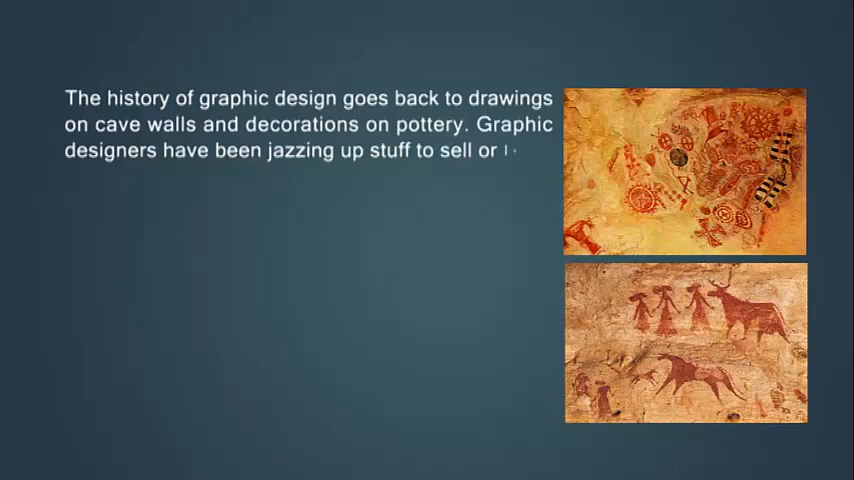 The history of graphic design goes back to drawings
on cave walls and decorations on pottery. Graphic
designers have been jazzing up stuff to sell or